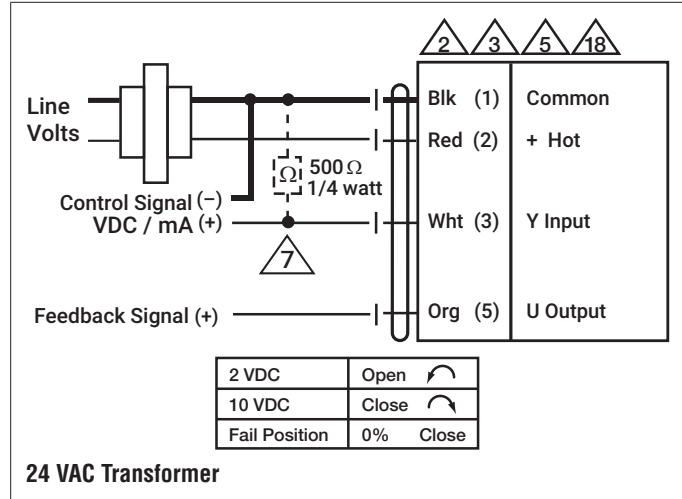 2 3 5 18
Line
Volts
Blk (1) Common
Red (2) + Hot
Ω 500 Ω
1/4 watt
Control Signal (−)
VDC / mA (+)
Wht (3) Y Input
7
Feedback Signal (+)
Org (5) U Output
2 VDC Open
10 VDC Close
Fail Position 0% Close
24 VAC Transformer